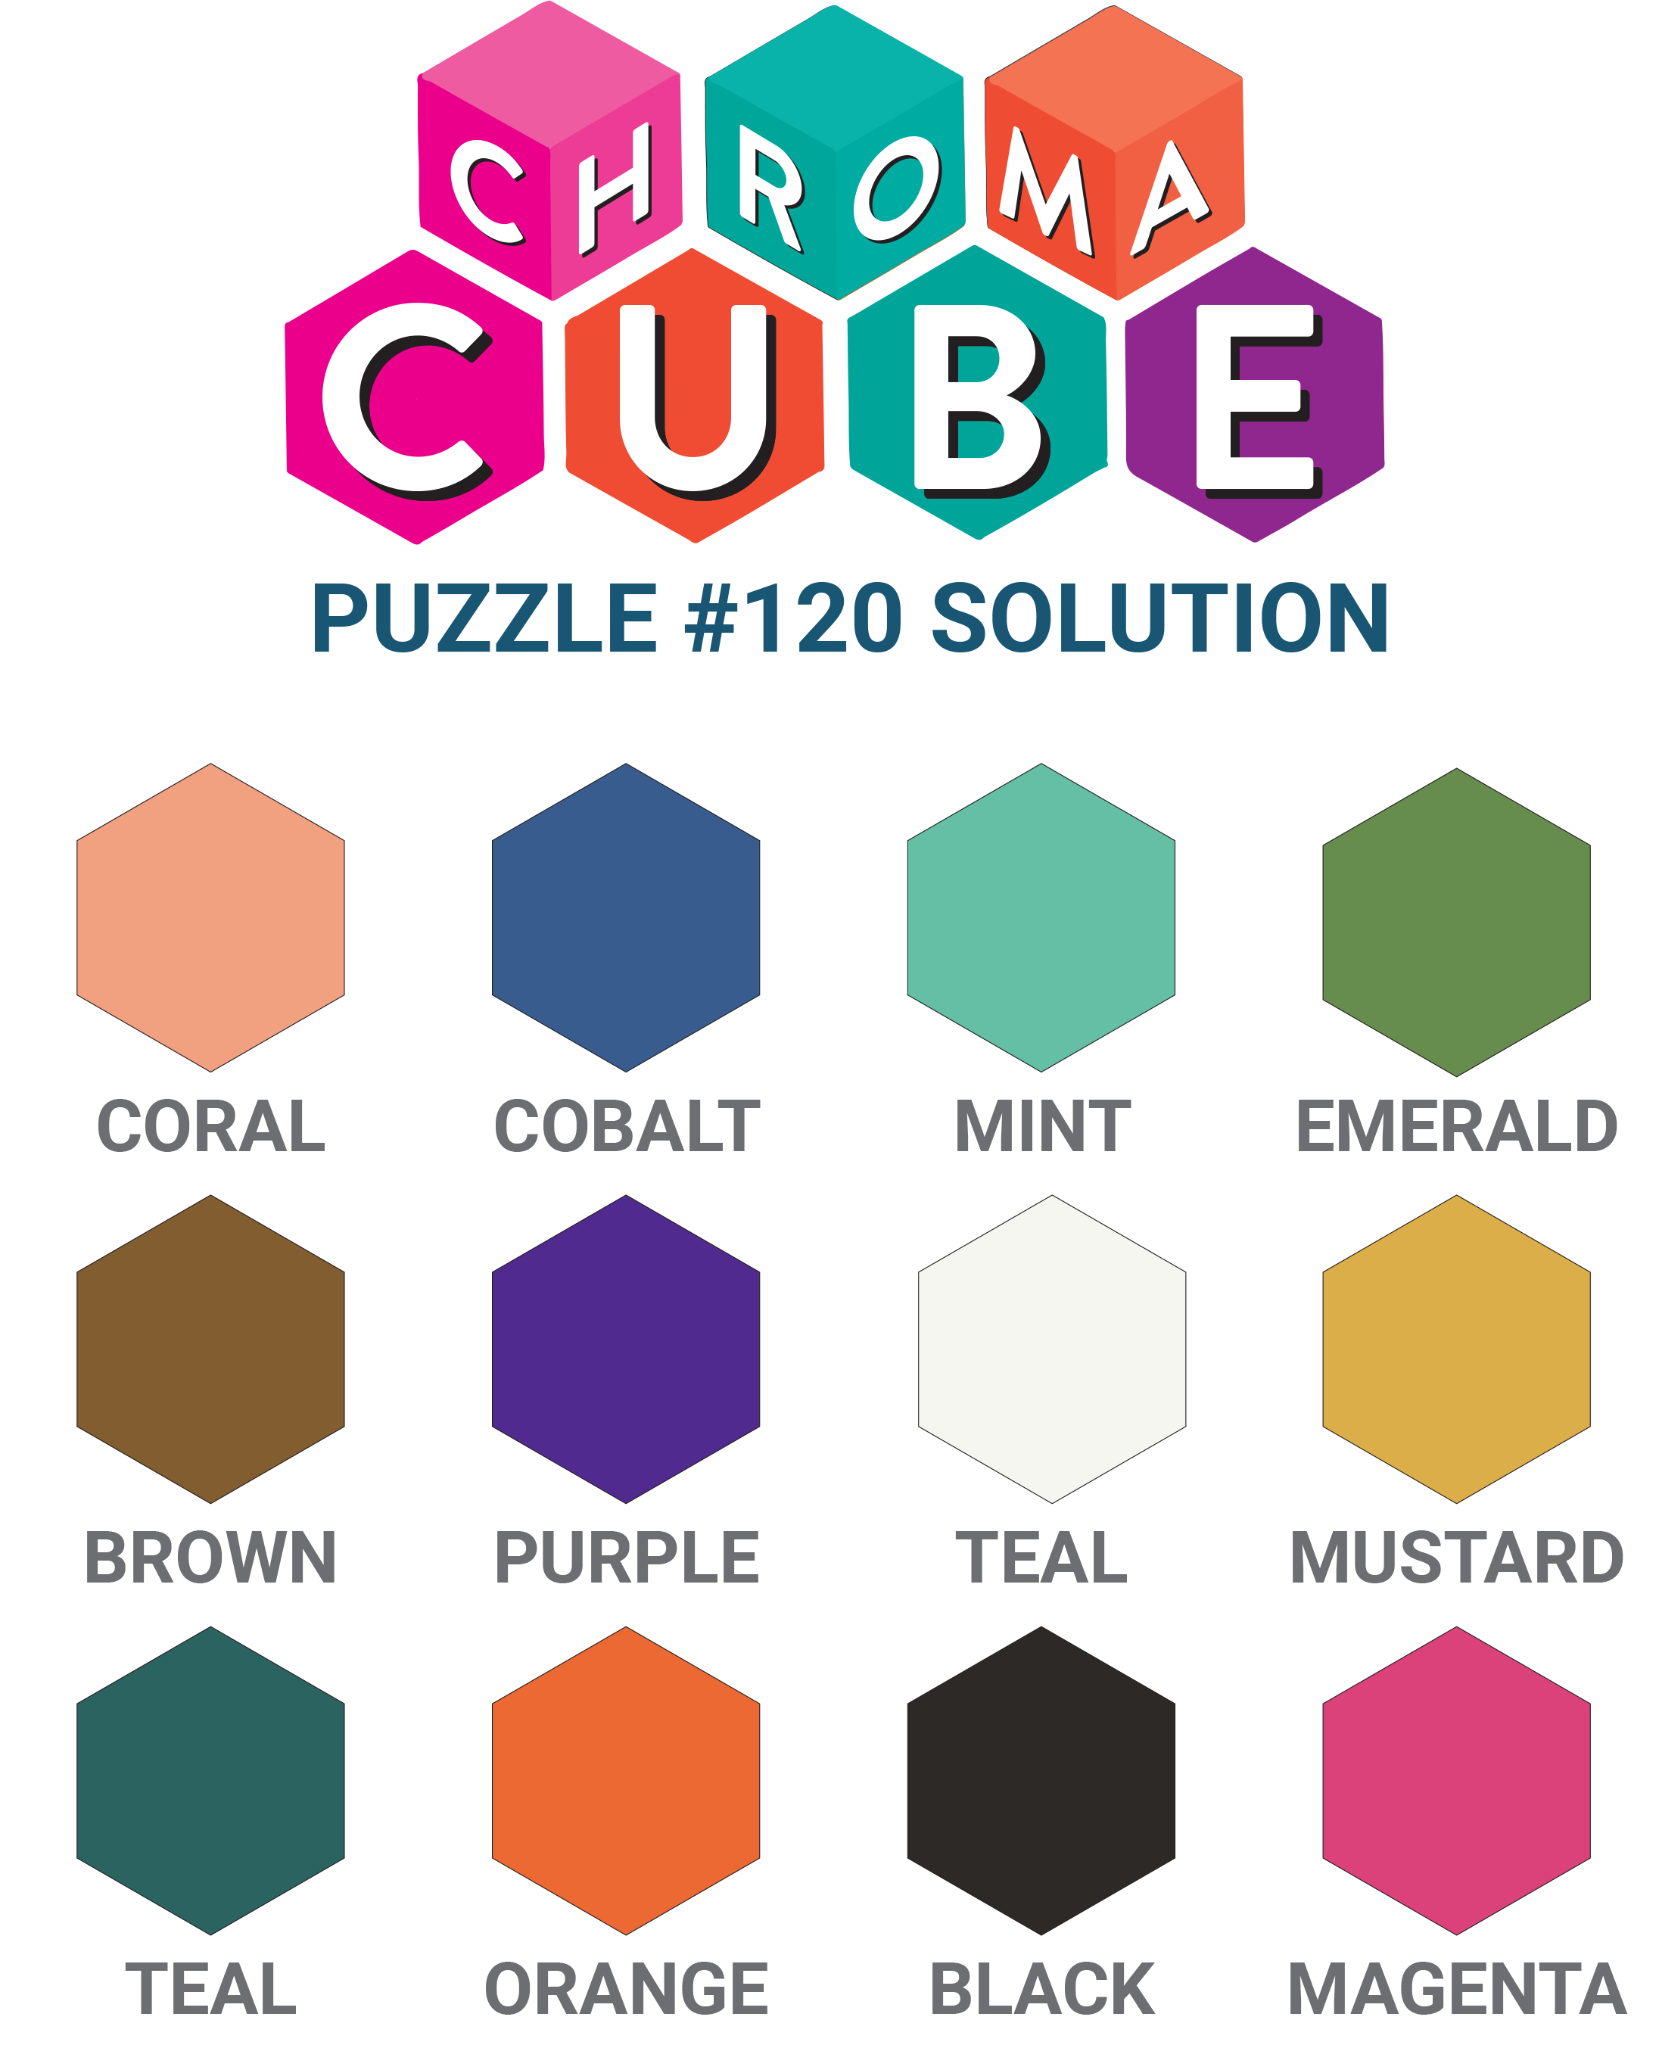 CHROMA
CUBE
PUZZLE #120 SOLUTION
CORAL COBALT MINT EMERALD
BROWN PURPLE TEAL MUSTARD
TEAL ORANGE BLACK MAGENTA